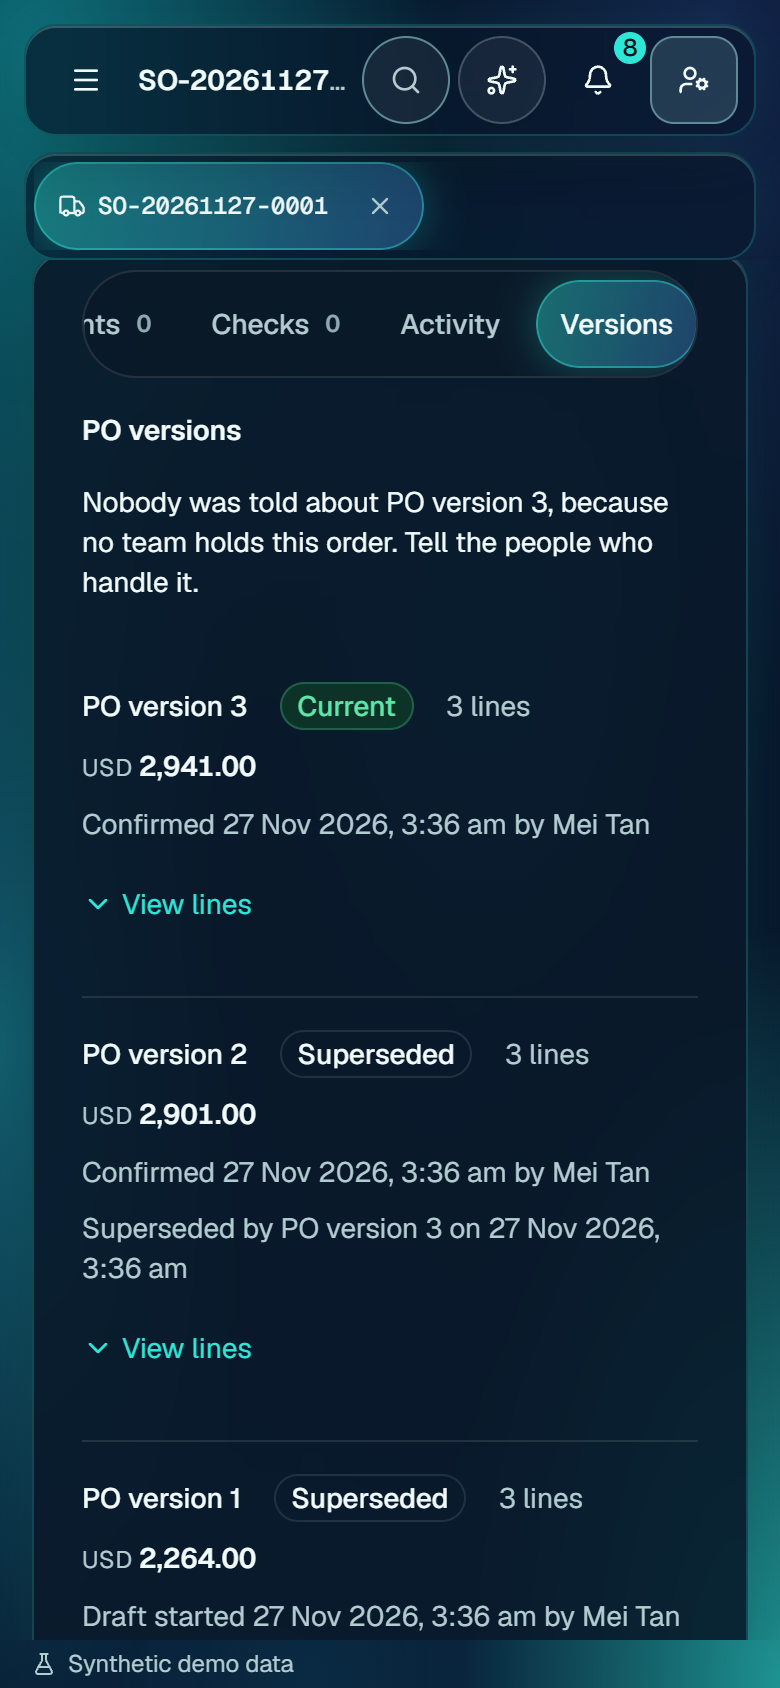 SO-20261127...
8
SO-20261127-0001
nts 0
Checks 0
Activity
Versions
PO versions
Nobody was told about PO version 3, because
no team holds this order. Tell the people who
handle it.
PO version 3
Current
3 lines
USD 2,941.00
Confirmed 27 Nov 2026, 3:36 am by Mei Tan
View lines
PO version 2
Superseded
3 lines
USD 2,901.00
Confirmed 27 Nov 2026, 3:36 am by Mei Tan
Superseded by PO version 3 on 27 Nov 2026,
3:36 am
View lines
PO version 1
Superseded
3 lines
USD 2,264.00
Draft started 27 Nov 2026, 3:36 am by Mei Tan
Synthetic demo data